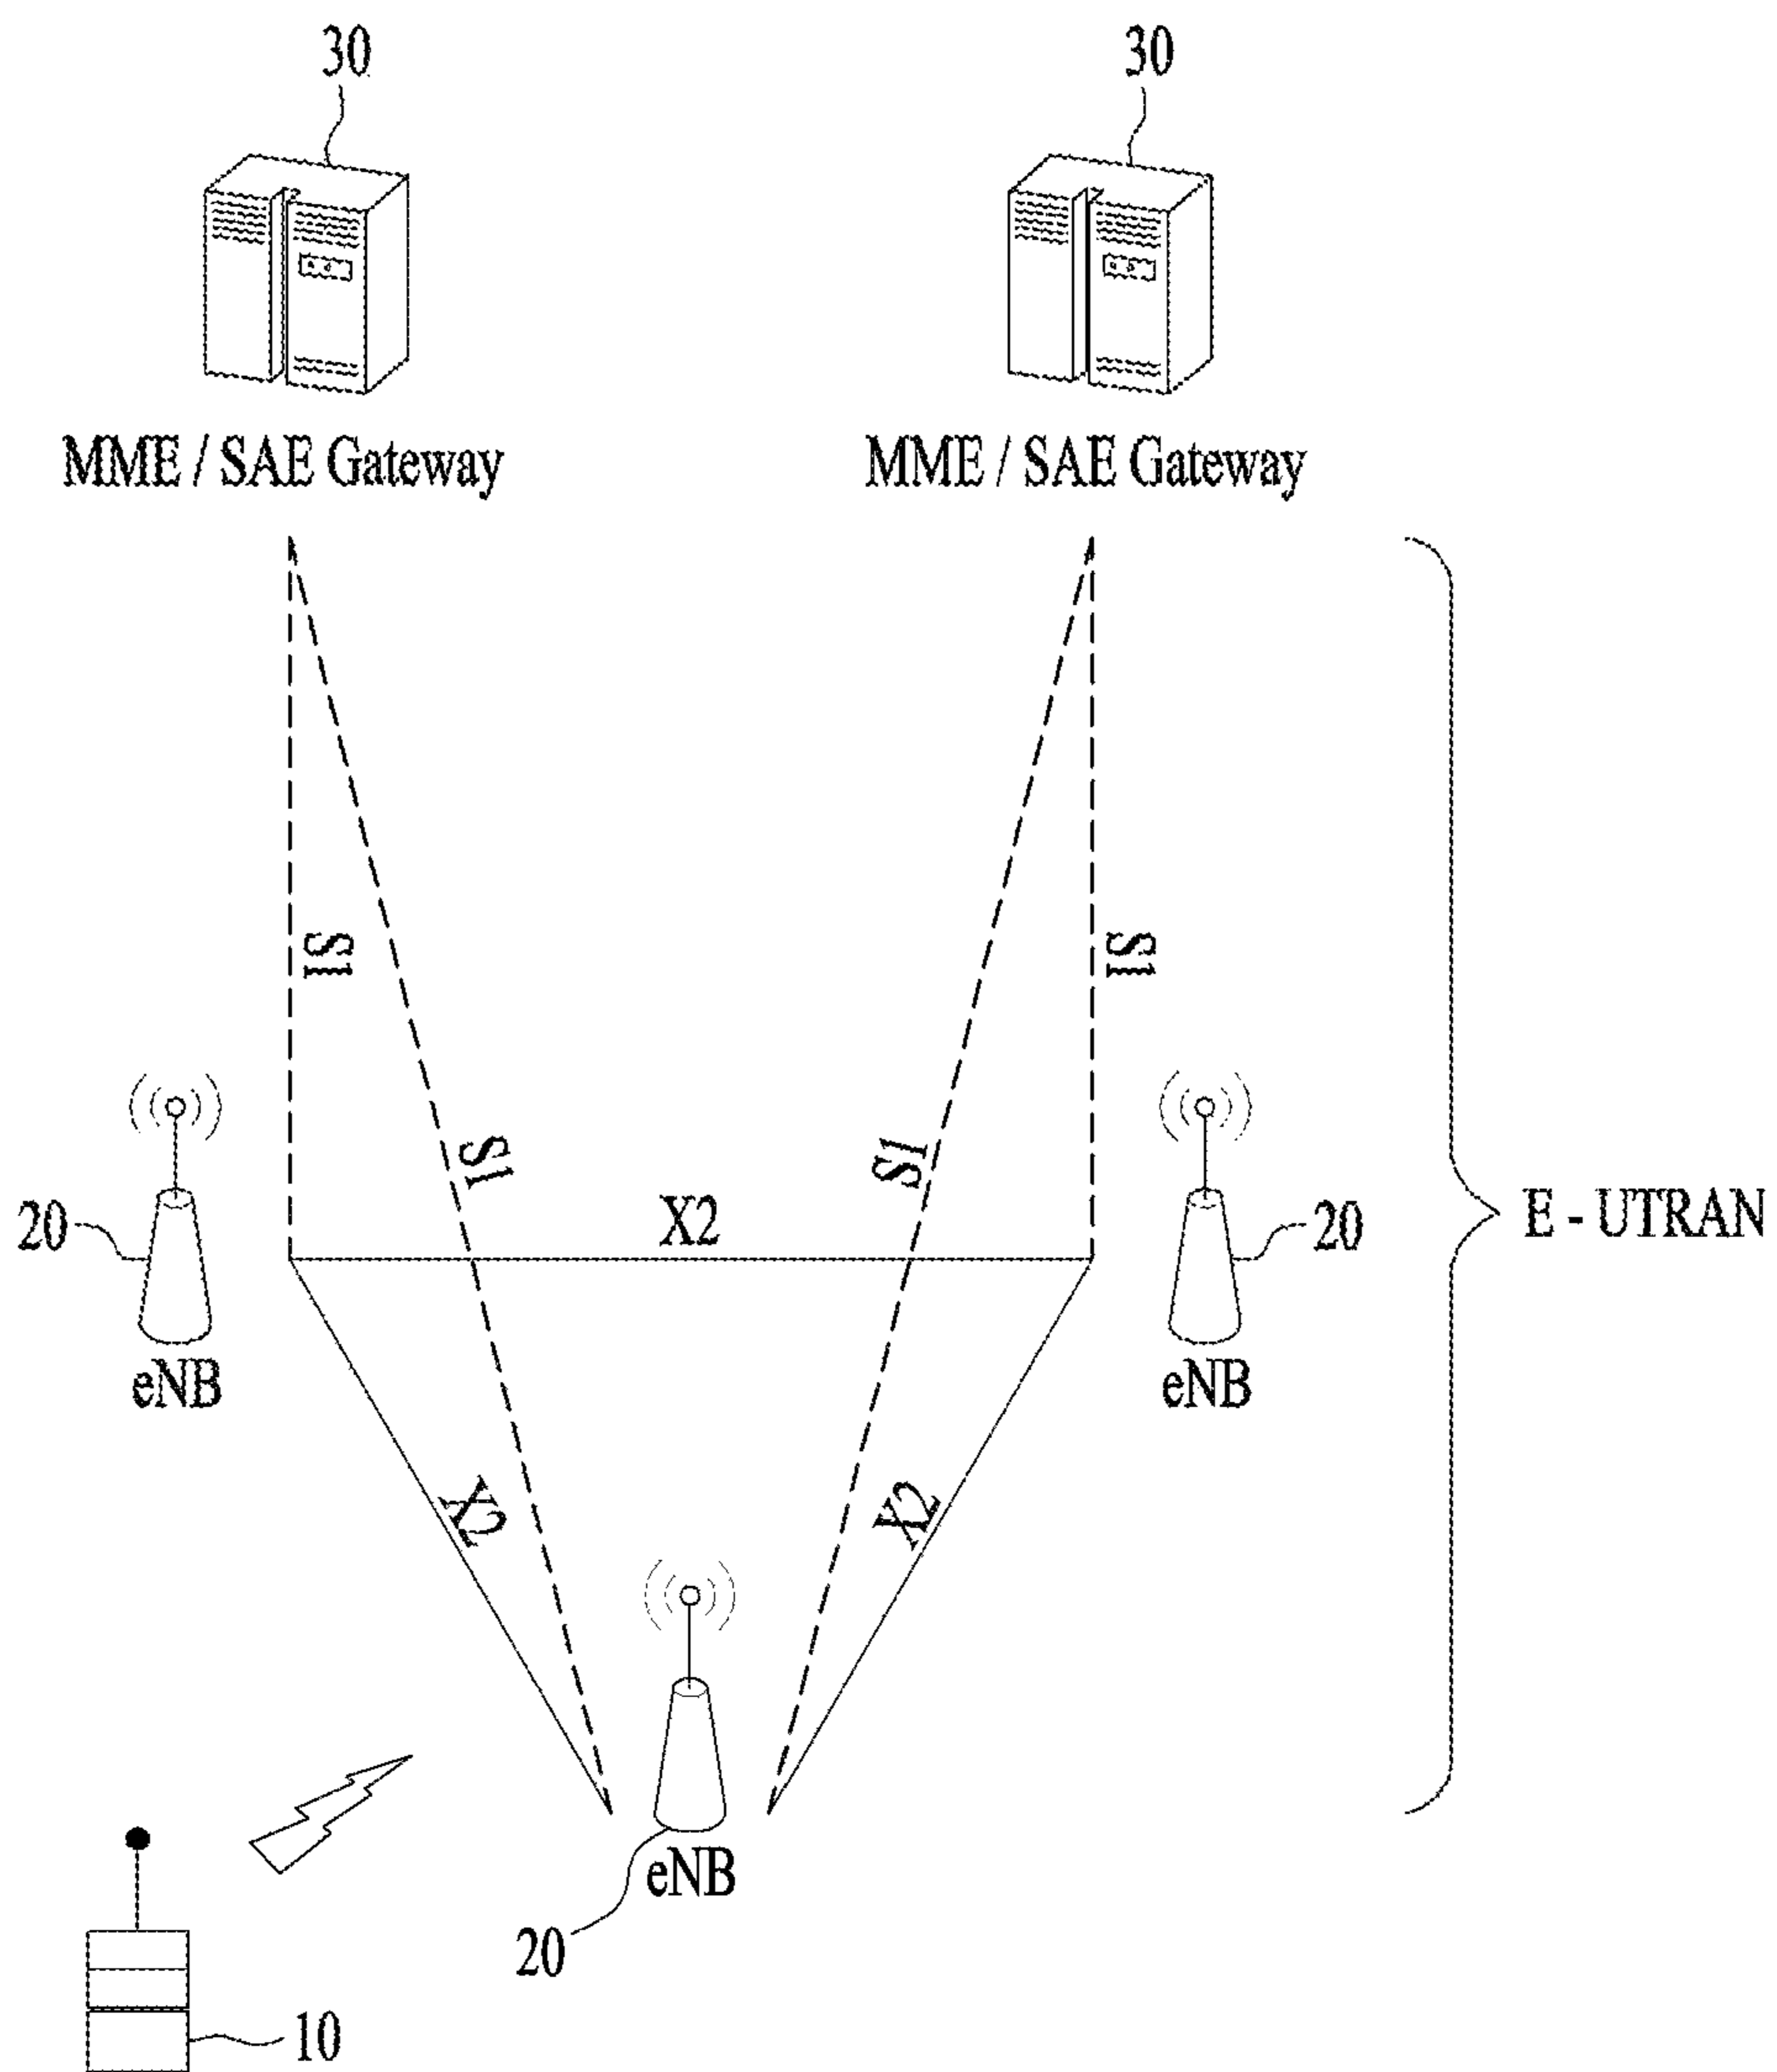 30
30
MME / SAE Gateway
MME / SAE Gateway
S1
S1
S1
S1
X2
20
20
E - UTRAN
eNB
eNB
X2
X2
eNB
20
10